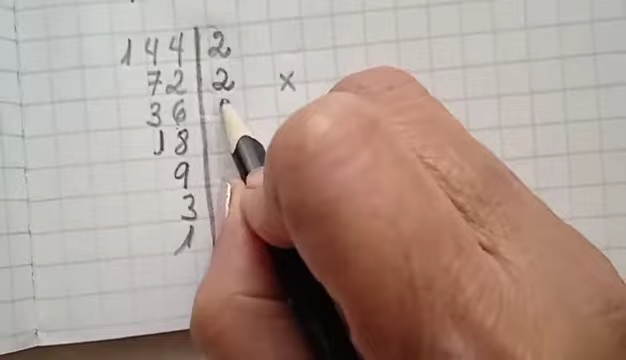 144 | 2
72 | 2 x
36 |
18 |
9 |
3 |
1 |